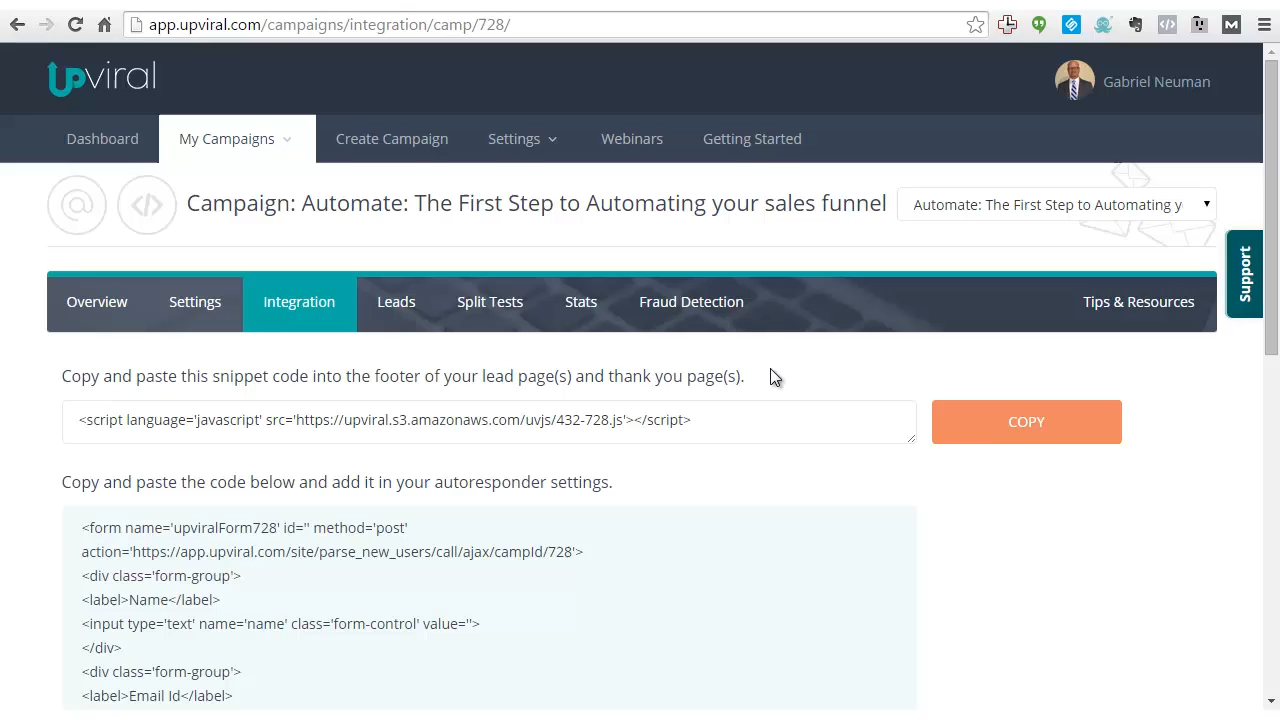 app.upviral.com/campaigns/integration/camp/728/
upviral
Gabriel Neuman
Dashboard
My Campaigns
Create Campaign
Settings
Webinars
Getting Started
Campaign: Automate: The First Step to Automating your sales funnel
Automate: The First Step to Automating y
Support
Overview
Settings
Integration
Leads
Split Tests
Stats
Fraud Detection
Tips & Resources
Copy and paste this snippet code into the footer of your lead page(s) and thank you page(s).
<script language='javascript' src='https://upviral.s3.amazonaws.com/uvjs/432-728.js'></script>
COPY
Copy and paste the code below and add it in your autoresponder settings.
<form name='upviralForm728' id='' method='post'
action='https://app.upviral.com/site/parse_new_users/call/ajax/campId/728'>
<div class='form-group'>
<label>Name</label>
<input type='text' name='name' class='form-control' value=''>
</div>
<div class='form-group'>
<label>Email Id</label>